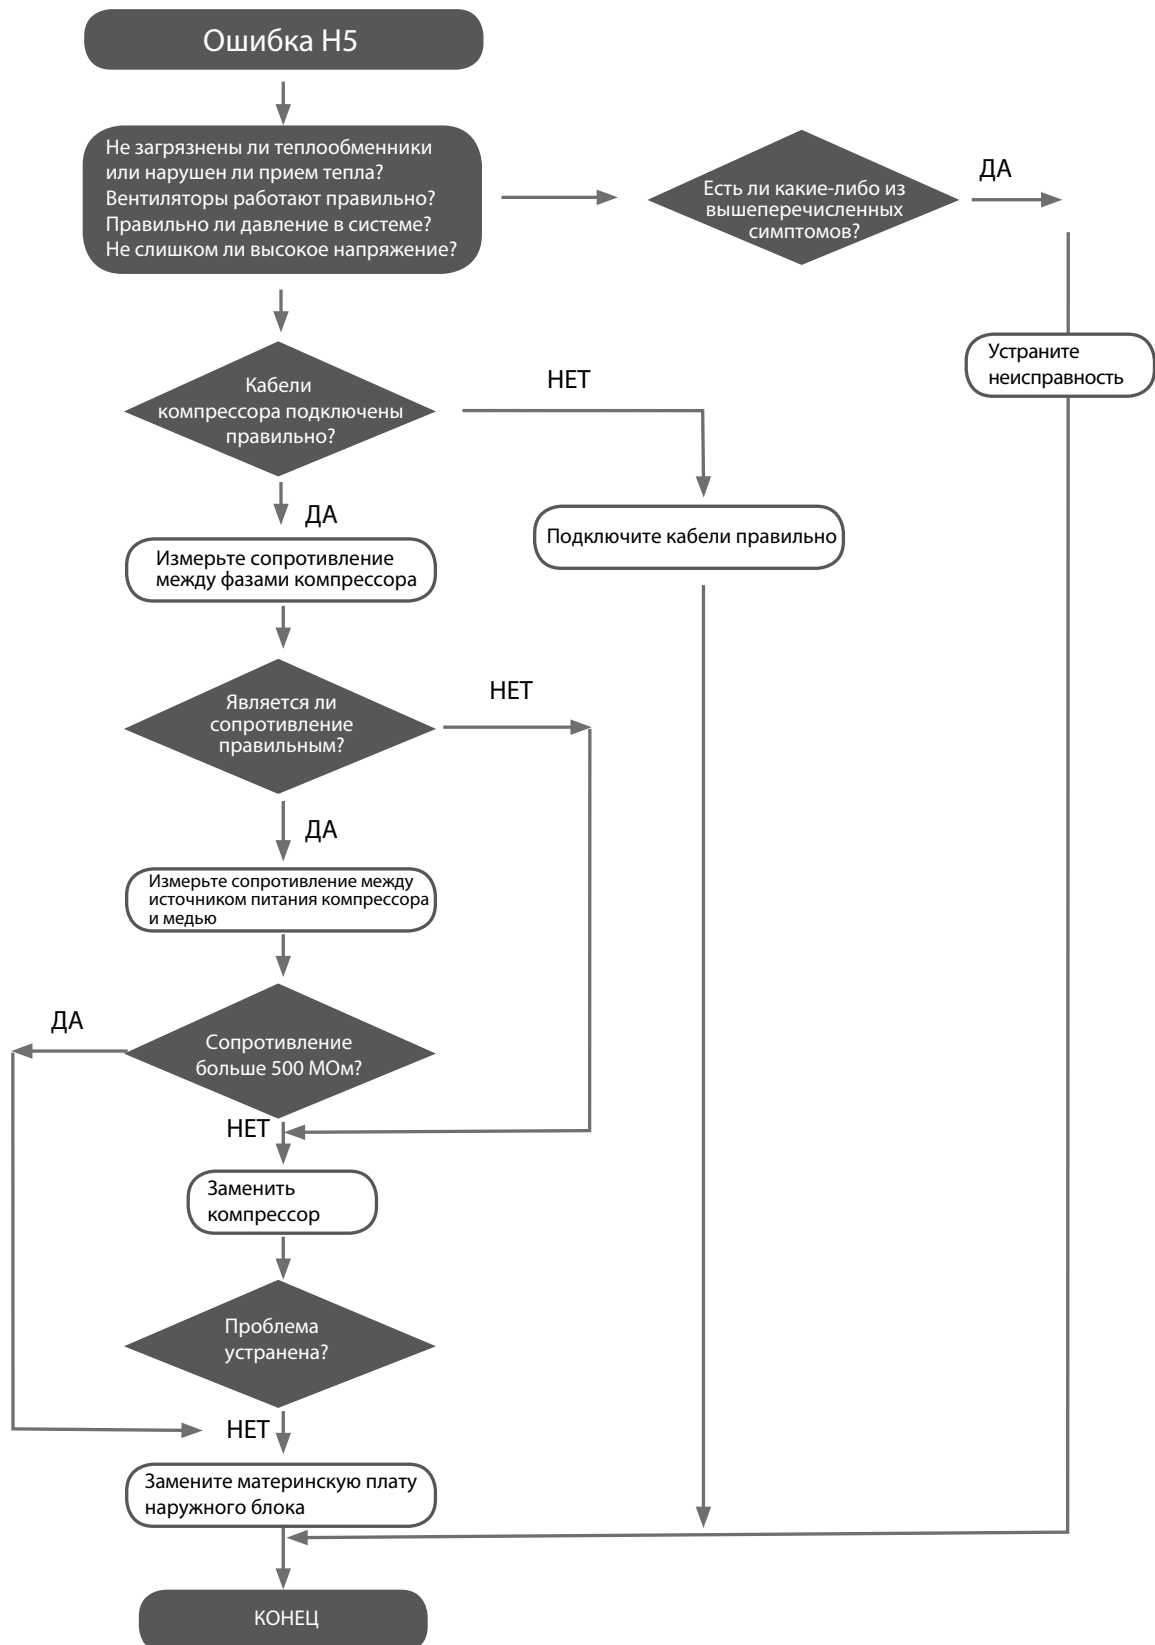 Ошибка H5
Не загрязнены ли теплообменники
или нарушен ли прием тепла?
Вентиляторы работают правильно?
Правильно ли давление в системе?
Не слишком ли высокое напряжение?
Есть ли какие-либо из
вышеперечисленных
симптомов?
ДА
Устраните
неисправность
Кабели
компрессора подключены
правильно?
НЕТ
ДА
Подключите кабели правильно
Измерьте сопротивление
между фазами компрессора
Является ли
сопротивление
правильным?
НЕТ
ДА
Измерьте сопротивление между
источником питания компрессора
и медью
ДА
Сопротивление
больше 500 МОм?
НЕТ
Заменить
компрессор
Проблема
устранена?
НЕТ
Замените материнскую плату
наружного блока
КОНЕЦ